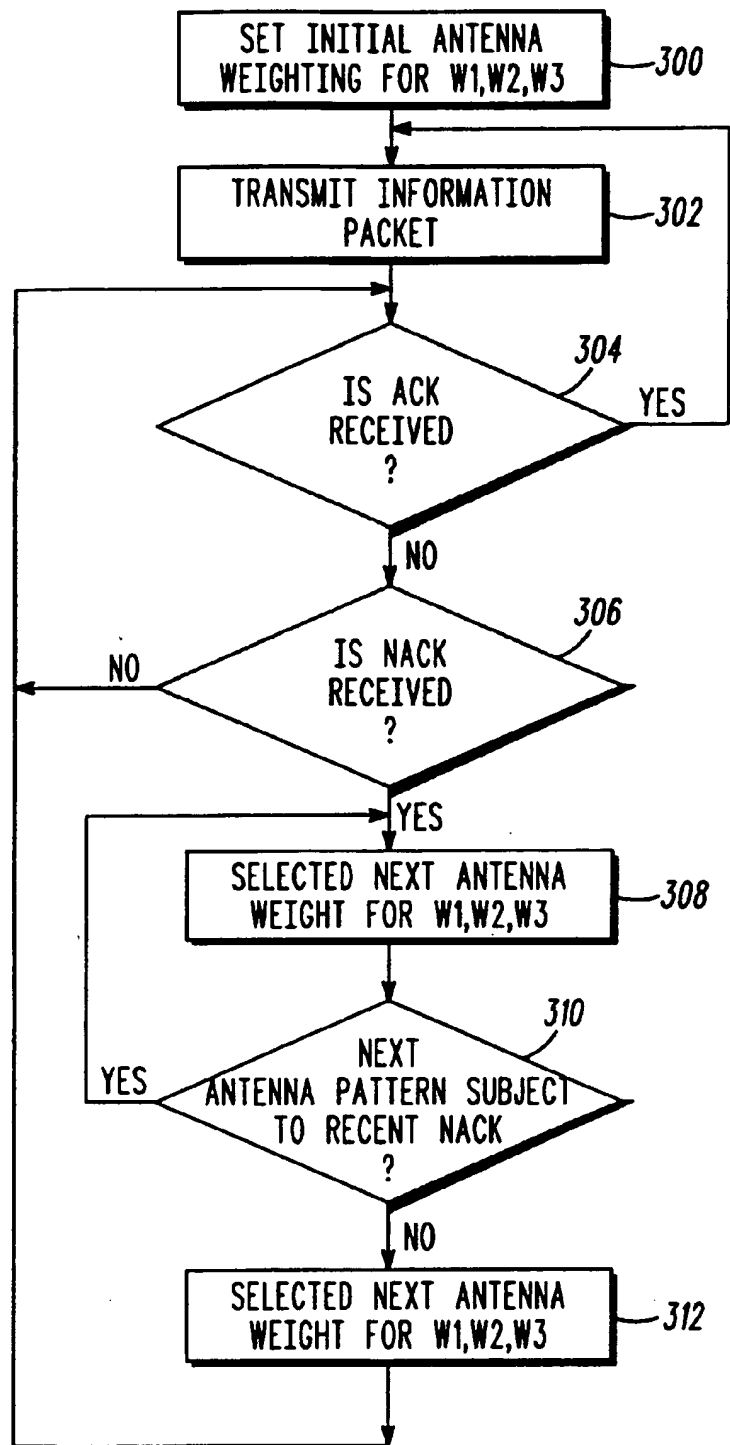 SET INITIAL ANTENNA
WEIGHTING FOR W1,W2,W3
300
TRANSMIT INFORMATION
PACKET
302
304
IS ACK
RECEIVED
?
YES
NO
306
IS NACK
RECEIVED
?
NO
YES
SELECTED NEXT ANTENNA
WEIGHT FOR W1,W2,W3
308
310
NEXT
ANTENNA PATTERN SUBJECT
TO RECENT NACK
?
YES
NO
SELECTED NEXT ANTENNA
WEIGHT FOR W1,W2,W3
312